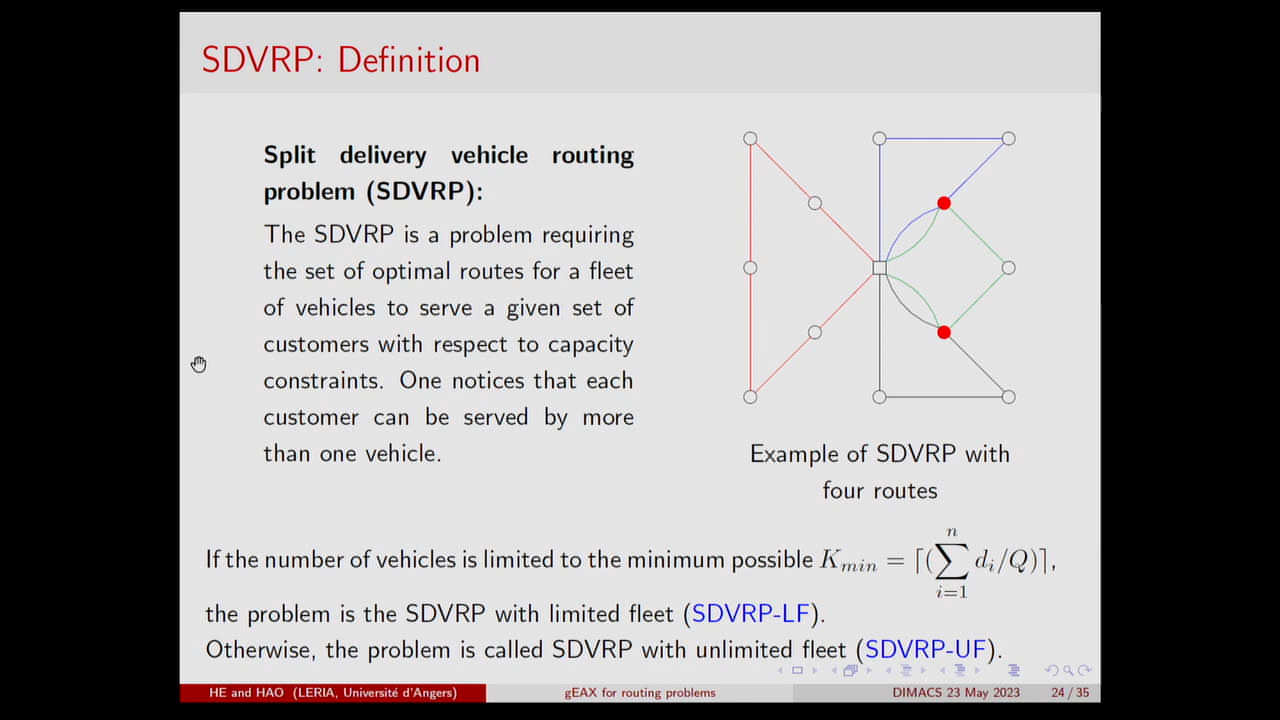 SDVRP: Definition
Split delivery vehicle routing
problem (SDVRP):
The SDVRP is a problem requiring
the set of optimal routes for a fleet
of vehicles to serve a given set of
customers with respect to capacity
constraints. One notices that each
customer can be served by more
than one vehicle.
Example of SDVRP with
four routes
If the number of vehicles is limited to the minimum possible $K_{min} = \lceil(\sum_{i=1}^{n} d_i/Q)\rceil$,
the problem is the SDVRP with limited fleet (SDVRP-LF).
Otherwise, the problem is called SDVRP with unlimited fleet (SDVRP-UF).
HE and HAO (LERIA, Université d'Angers)
gEAX for routing problems
DIMACS 23 May 2023
24 / 35